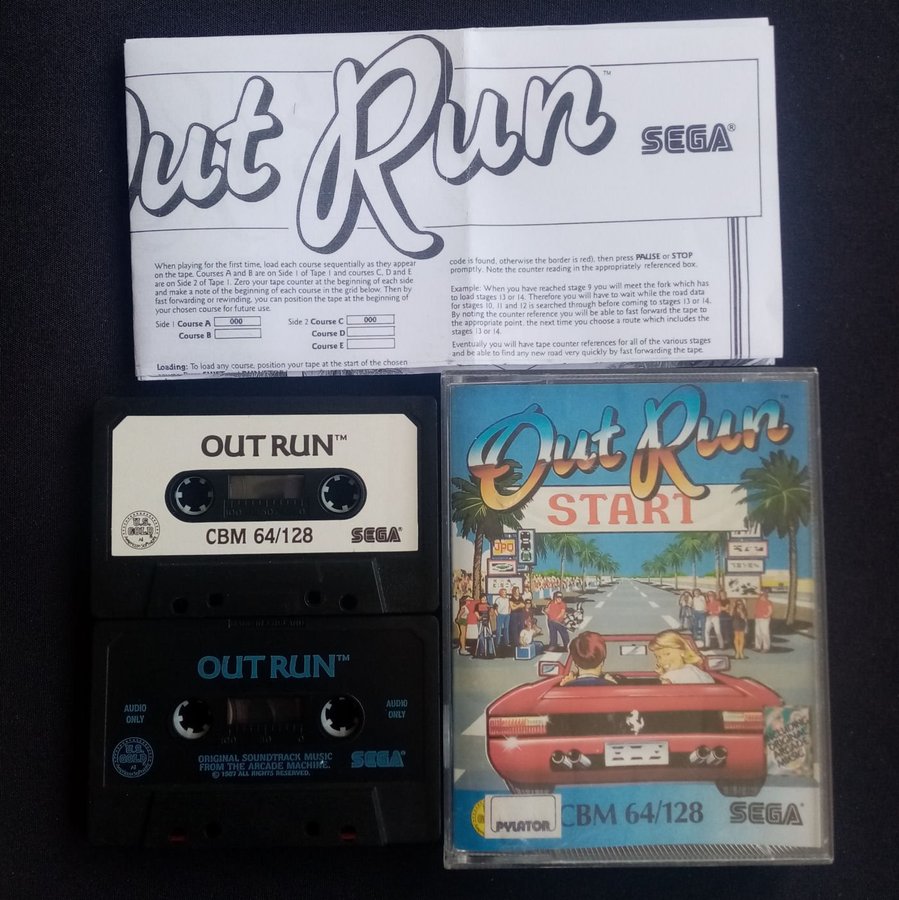 Out Run™
SEGA®
When playing for the first time, load each course sequentially as they appear
on the tape. Courses A and B are on Side 1 of Tape 1 and courses C, D and E
are on Side 2 of Tape 1. Zero your tape counter at the beginning of each side
and make a note of the beginning of each course in the grid below. Then by
fast forwarding or rewinding, you can position the tape at the beginning of
your chosen course for future use.
Side 1 Course A 000
Course B
Side 2 Course C 000
Course D
Course E
Loading: To load any course, position your tape at the start of the chosen
code is found, otherwise the border is red), then press PAUSE or STOP
promptly. Note the counter reading in the appropriately referenced box.
Example: When you have reached stage 9 you will meet the fork which has
to load stages 13 or 14. Therefore you will have to wait while the road data
for stages 10, 11 and 12 is searched through before coming to stages 13 or 14.
By noting the counter reference you will be able to fast forward the tape to
the appropriate point, the next time you choose a route which includes the
stages 13 or 14.
Eventually you will have tape counter references for all of the various stages
and be able to find any new road very quickly by fast forwarding the tape.
OUT RUN™
100 50 0
U.S.
GOLD
CBM 64/128
SEGA®
OUT RUN™
AUDIO
ONLY
AUDIO
ONLY
U.S.
GOLD
ORIGINAL SOUNDTRACK MUSIC
FROM THE ARCADE MACHINE.
© 1987 ALL RIGHTS RESERVED.
SEGA®
Out Run™
START
PYLATOR
CBM 64/128
SEGA®